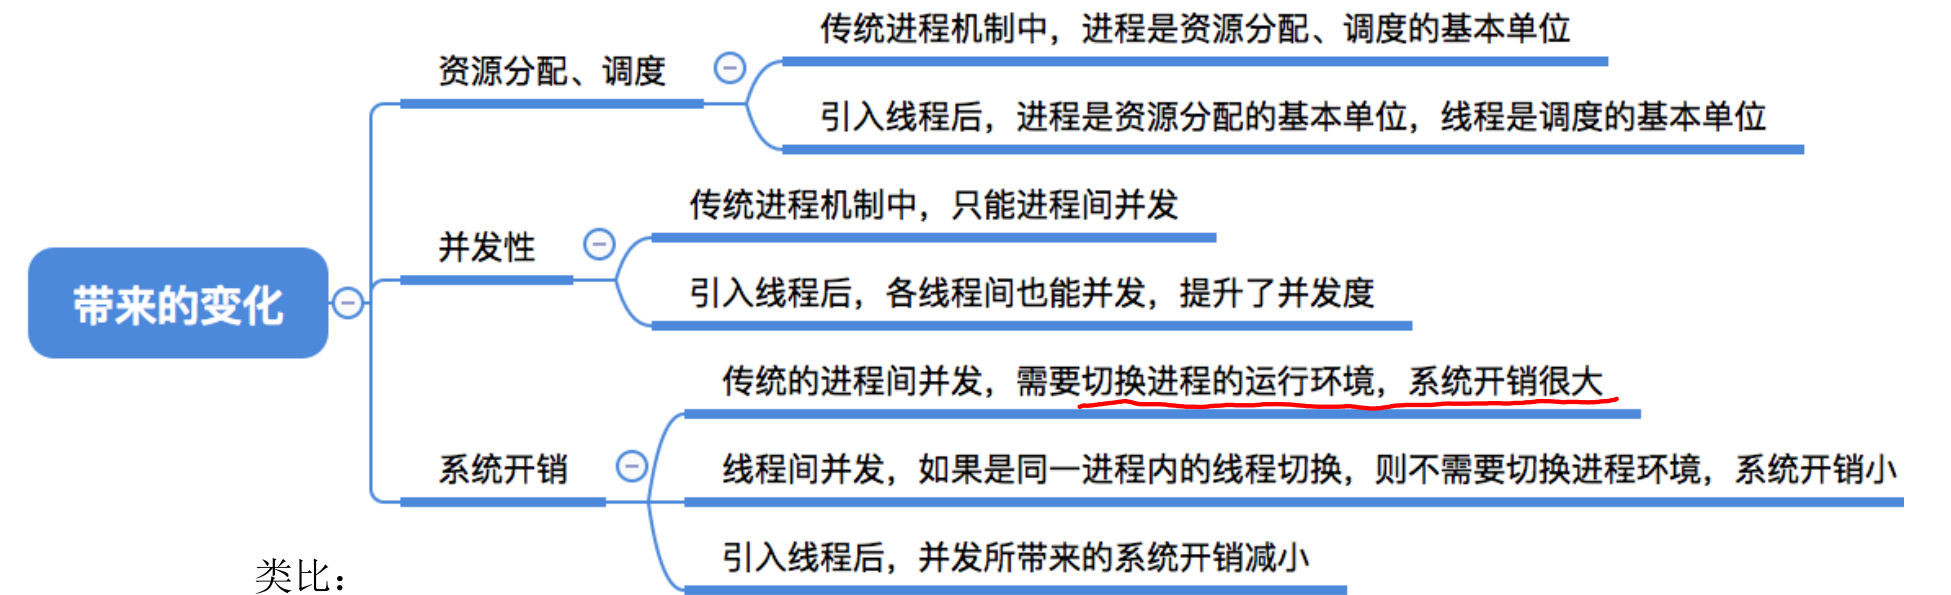 传统进程机制中，进程是资源分配、调度的基本单位
资源分配、调度
引入线程后，进程是资源分配的基本单位，线程是调度的基本单位
传统进程机制中，只能进程间并发
并发性
引入线程后，各线程间也能并发，提升了并发度
带来的变化
传统的进程间并发，需要切换进程的运行环境，系统开销很大
系统开销
线程间并发，如果是同一进程内的线程切换，则不需要切换进程环境，系统开销小
引入线程后，并发所带来的系统开销减小
类比：